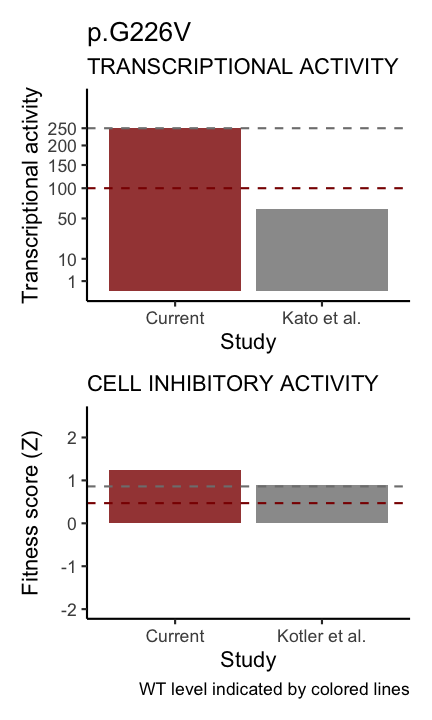 p.G226V
TRANSCRIPTIONAL ACTIVITY
Transcriptional activity
250
200
150
100
50
10
1
Current
Kato et al.
Study
CELL INHIBITORY ACTIVITY
Fitness score (Z)
2
1
0
-1
-2
Current
Kotler et al.
Study
WT level indicated by colored lines